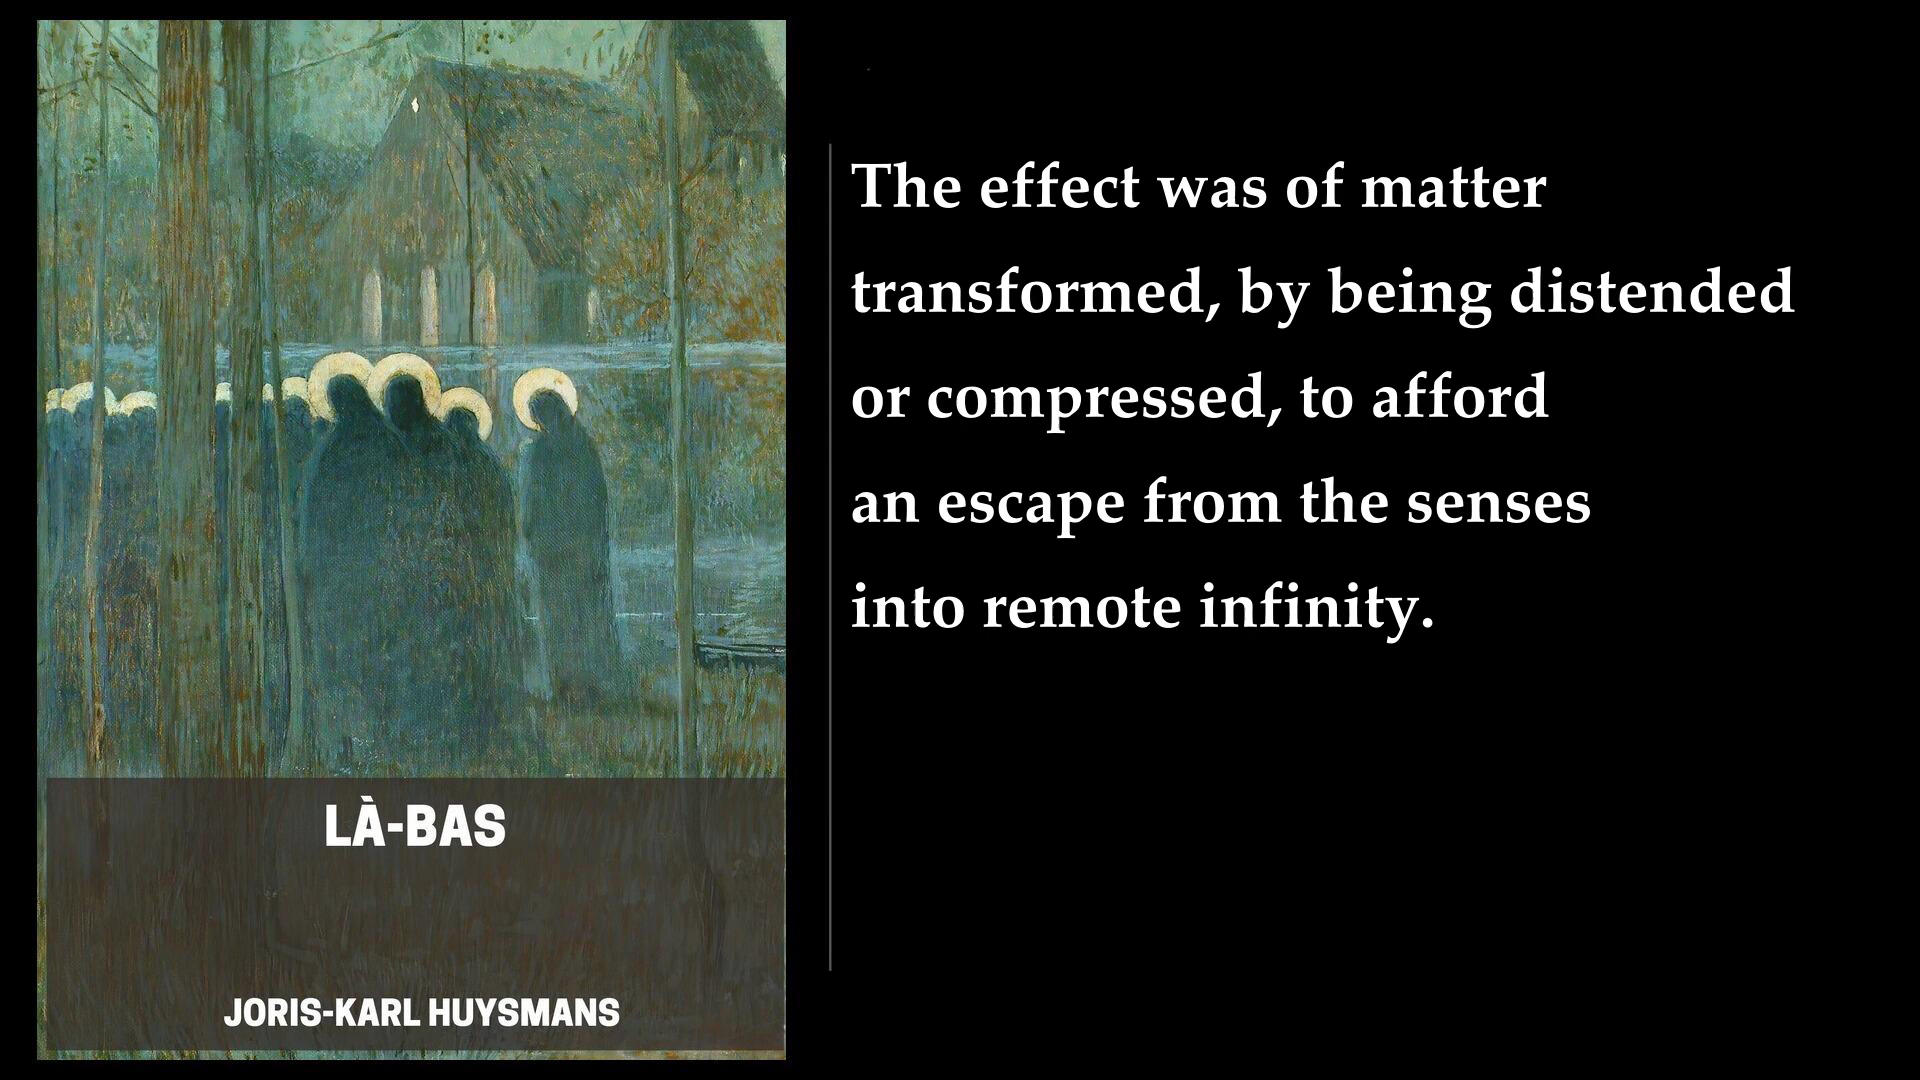 LÀ-BAS
JORIS-KARL HUYSMANS
The effect was of matter
transformed, by being distended
or compressed, to afford
an escape from the senses
into remote infinity.